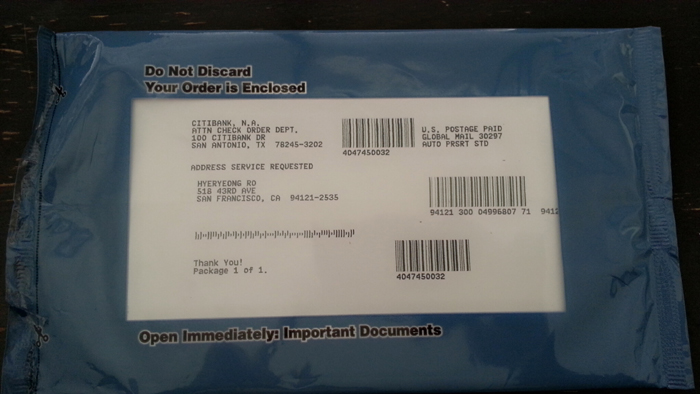 Do Not Discard
Your Order is Enclosed
CITIBANK, N.A.
ATTN CHECK ORDER DEPT,
100 CITIBANK DR
SAN ANTONIO, TX 78245-3202
4047450032
U.S. POSTAGE PAID
GLOBAL MAIL 30297
AUTO PRSRT STD
ADDRESS SERVICE REQUESTED
HYERYEONG RO
518 43RD AVE
SAN FRANCISCO, CA 94121-2535
94121 300 04996807 71 9412
Thank You!
Package 1 of 1.
4047450032
Open Immediately: Important Documents